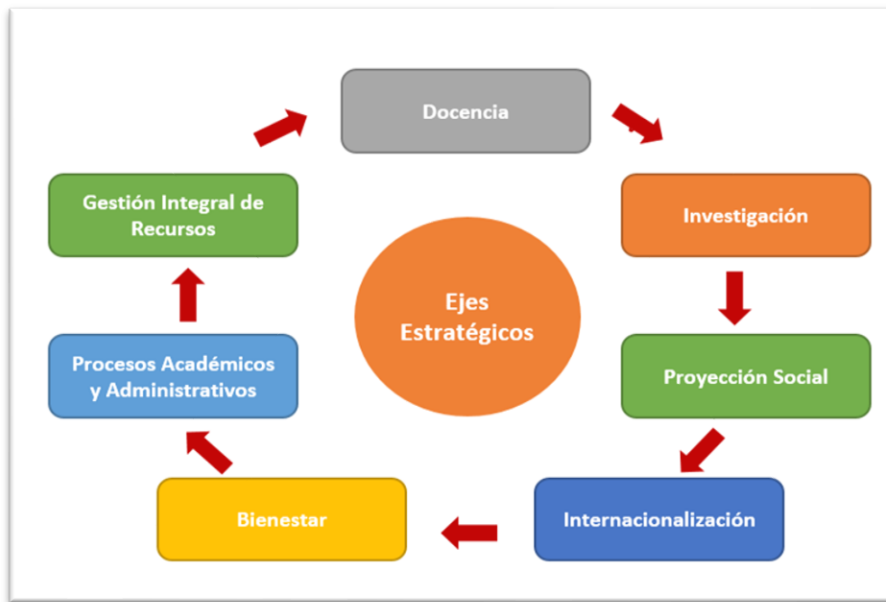 Docencia
Investigación
Proyección Social
Internacionalización
Bienestar
Procesos Académicos
y Administrativos
Gestión Integral de
Recursos
Ejes
Estratégicos